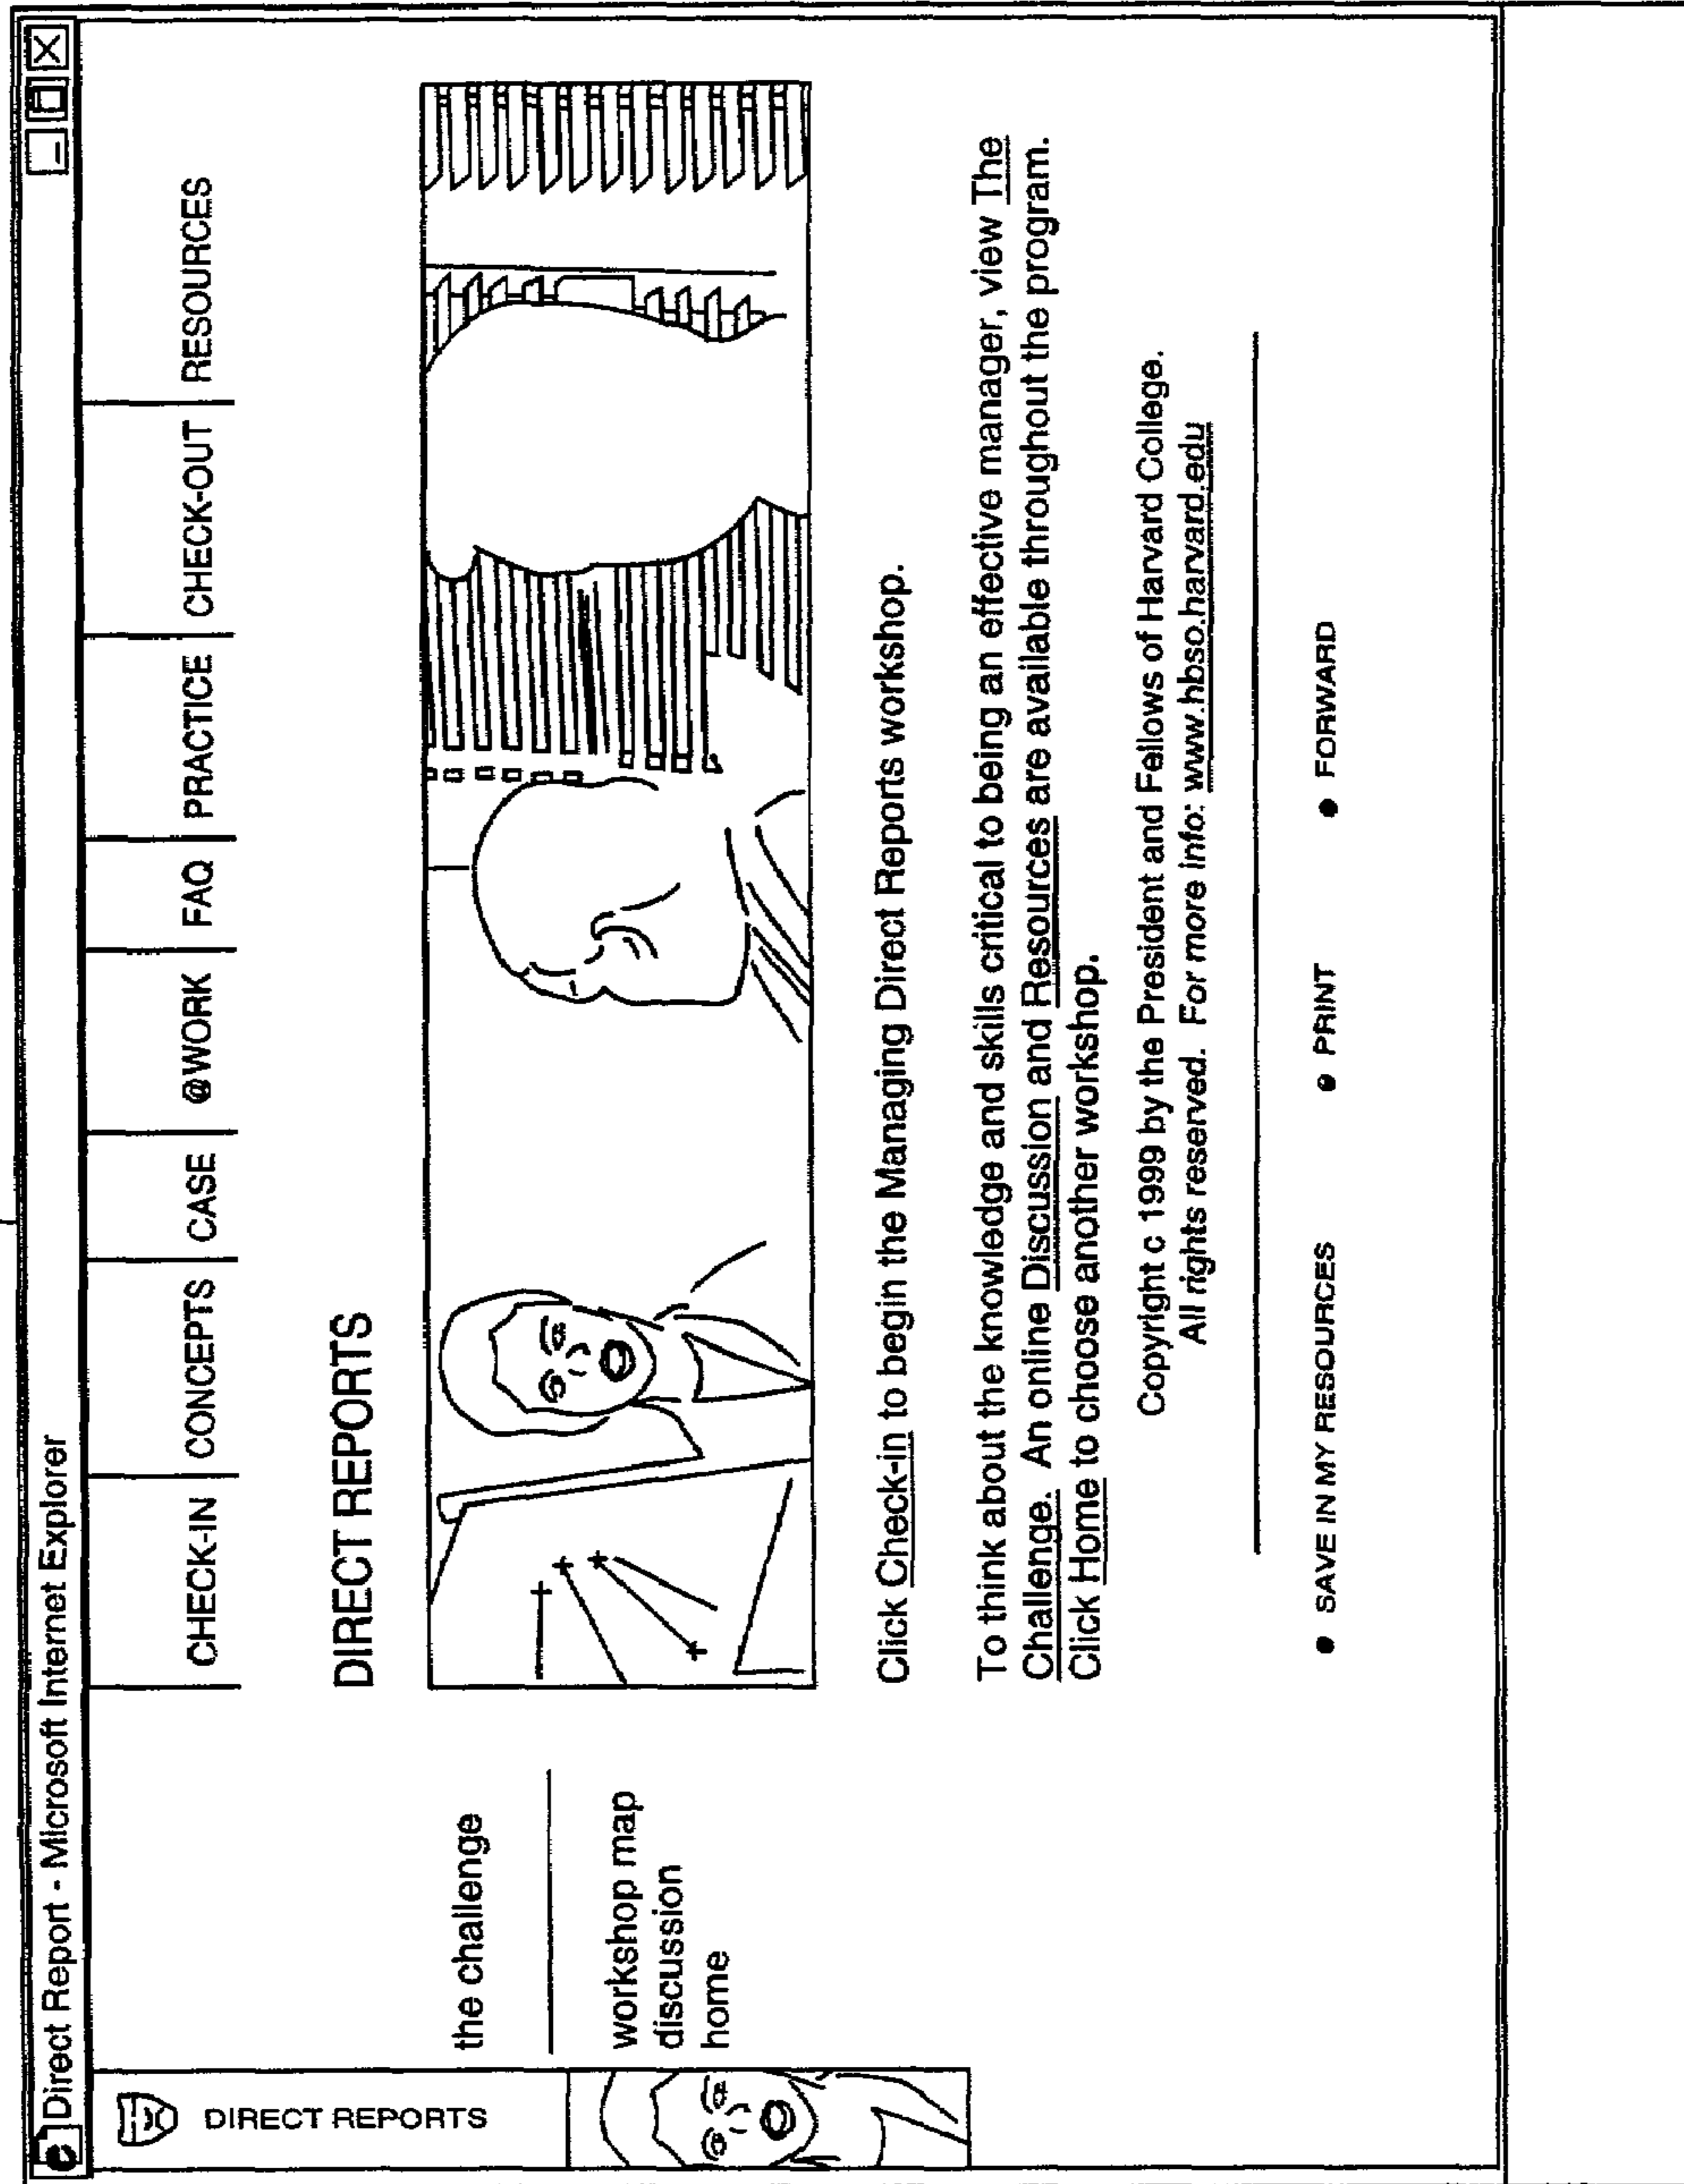 Direct Report - Microsoft Internet Explorer
CHECK-IN CONCEPTS CASE @WORK FAQ PRACTICE CHECK-OUT RESOURCES
DIRECT REPORTS
the challenge
workshop map
discussion
home
DIRECT REPORTS
Click Check-in to begin the Managing Direct Reports workshop.
To think about the knowledge and skills critical to being an effective manager, view The
Challenge. An online Discussion and Resources are available throughout the program.
Click Home to choose another workshop.
Copyright c 1999 by the President and Fellows of Harvard College.
All rights reserved. For more info: www.hbso.harvard.edu
• SAVE IN MY RESOURCES • PRINT • FORWARD